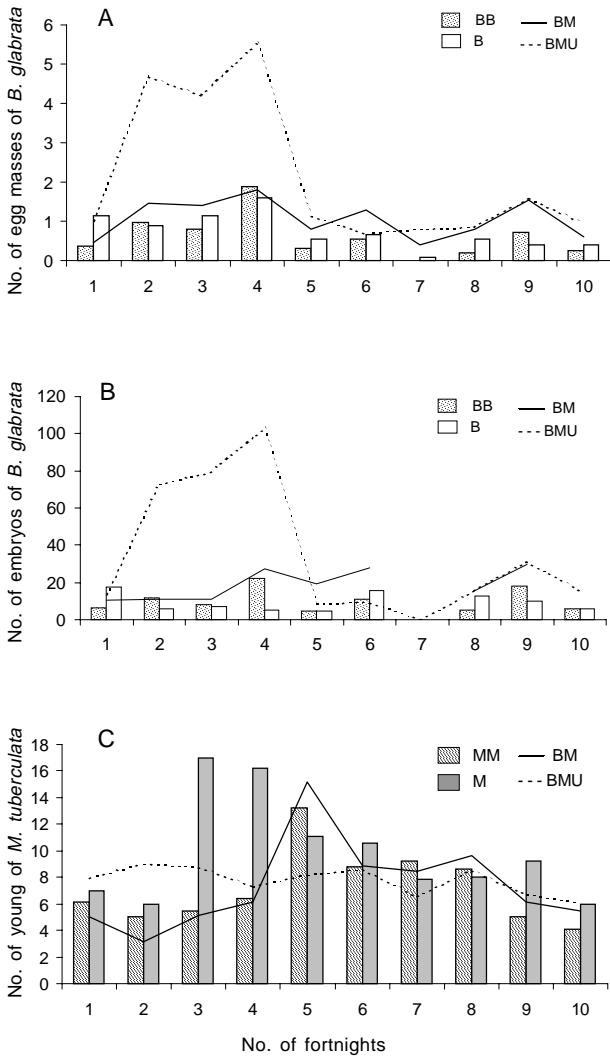 A
No. of egg masses of B. glabrata
6
5
4
3
2
1
0
BB
BM
B
BMU
1 2 3 4 5 6 7 8 9 10
B
No. of embryos of B. glabrata
120
100
80
60
40
20
0
BB
BM
B
BMU
1 2 3 4 5 6 7 8 9 10
C
No. of young of M. tuberculata
18
16
14
12
10
8
6
4
2
0
MM
BM
M
BMU
1 2 3 4 5 6 7 8 9 10
No. of fortnights